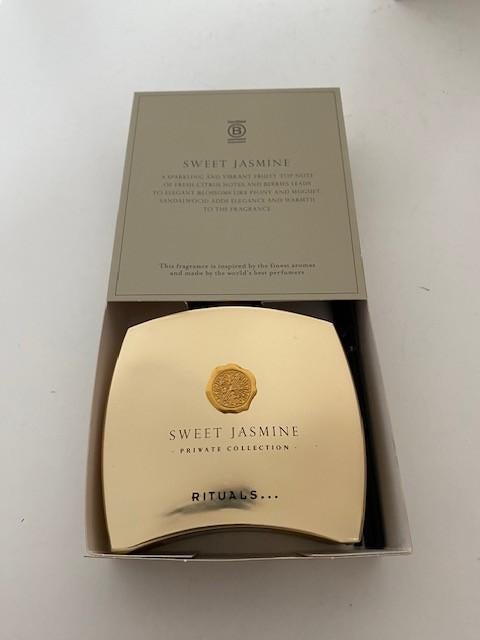 B
SWEET JASMINE
A SPARKLING AND VIBRANT FRUITY TOP NOTE
OF FRESH CITRUS NOTES AND BERRIES LEADS
TO ELEGANT BLOSSOMS LIKE PEONY AND MUGUET.
SANDALWOOD ADDS ELEGANCE AND WARMTH
TO THE FRAGRANCE
This fragrance is inspired by the finest aromas
and made by the world's best perfumers
SWEET JASMINE
- PRIVATE COLLECTION -
RITUALS...